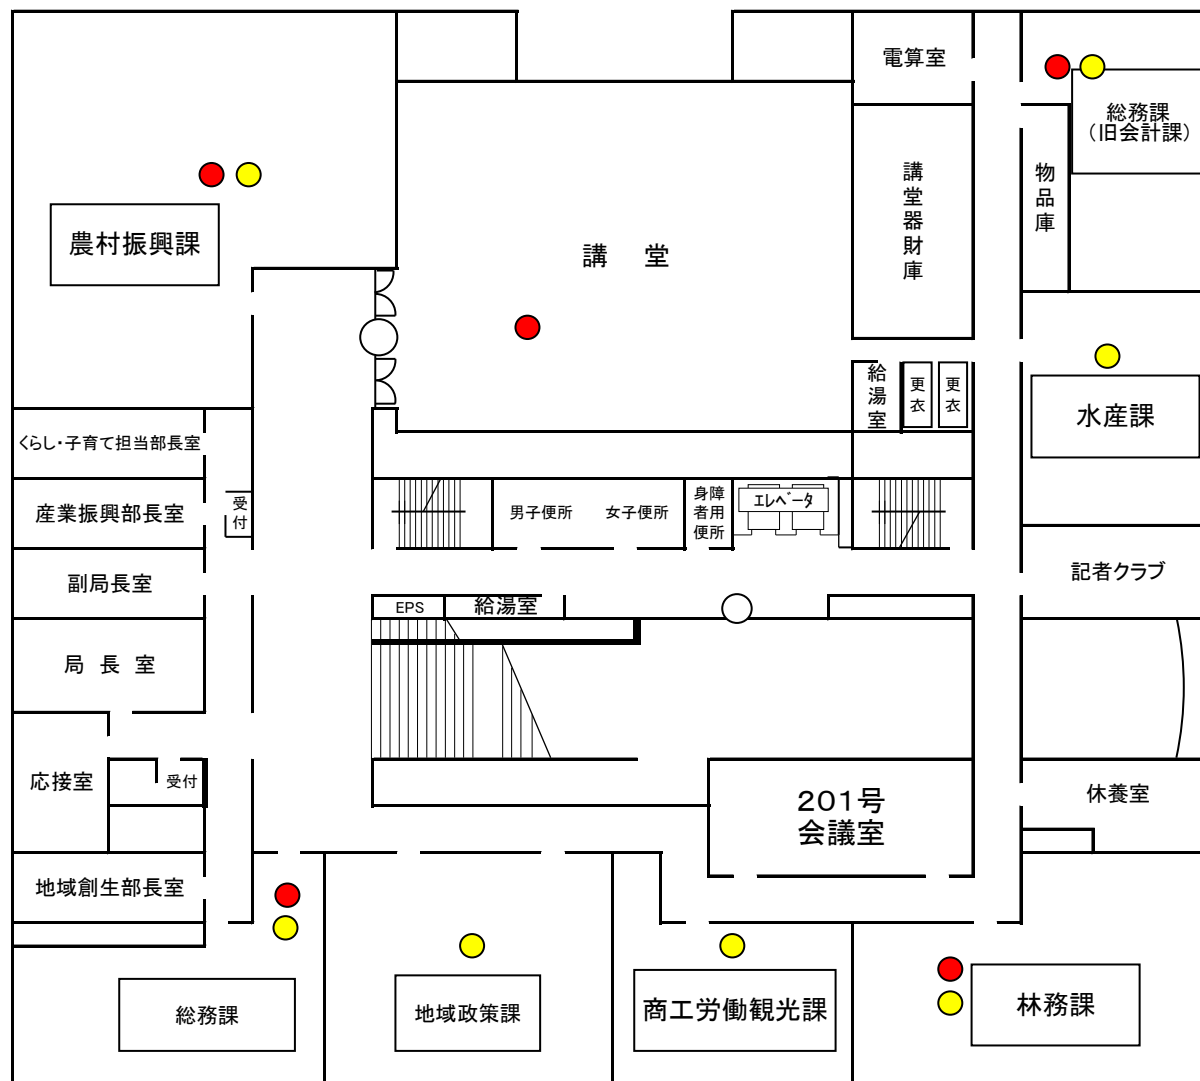 電算室
総務課
（旧会計課）
物品庫
講堂器財庫
農村振興課
講　堂
給湯室
更衣
更衣
水産課
くらし・子育て担当部長室
産業振興部長室
受付
男子便所
女子便所
身障者用便所
エレベータ
副局長室
記者クラブ
EPS
給湯室
局 長 室
応接室
受付
201号
会議室
休養室
地域創生部長室
総務課
地域政策課
商工労働観光課
林務課